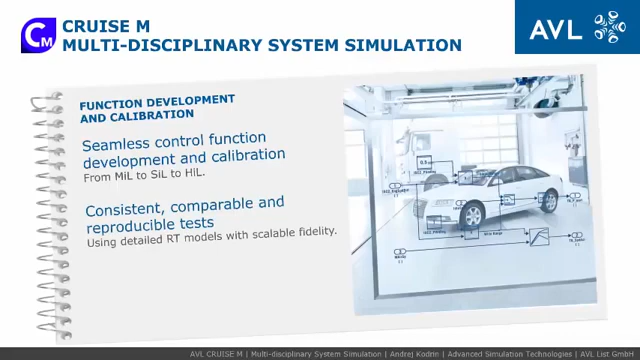 CRUISE M
MULTI-DISCIPLINARY SYSTEM SIMULATION
CM
AVL
FUNCTION DEVELOPMENT
AND CALIBRATION
Seamless control function
development and calibration
From MiL to SiL to HiL.
Consistent, comparable and
reproducible tests
Using detailed RT models with scalable fidelity.
AVL CRUISE M | Multi-disciplinary System Simulation | Andrej Kodrin | Advanced Simulation Technologies | AVL List GmbH